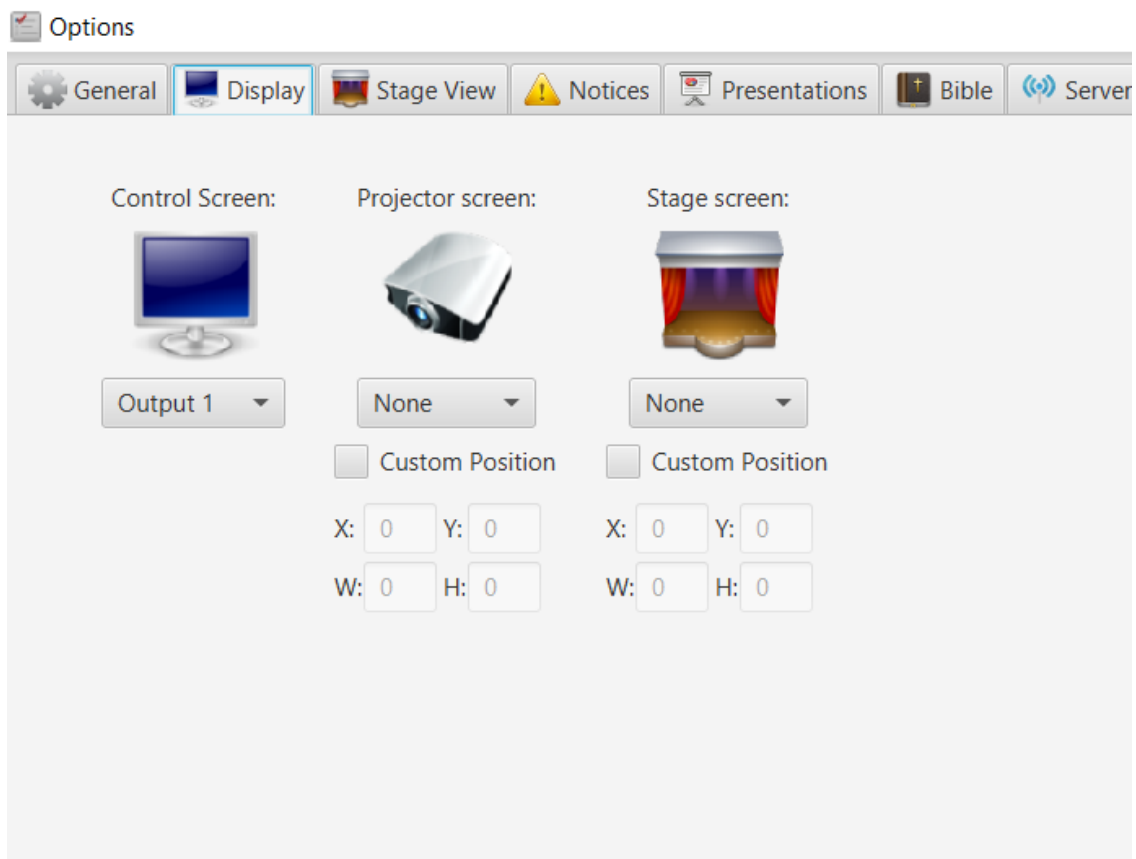 Options
General Display Stage View Notices Presentations Bible Server
Control Screen: Projector screen: Stage screen:
Output 1 None None
Custom Position Custom Position
X: 0 Y: 0 X: 0 Y: 0
W: 0 H: 0 W: 0 H: 0